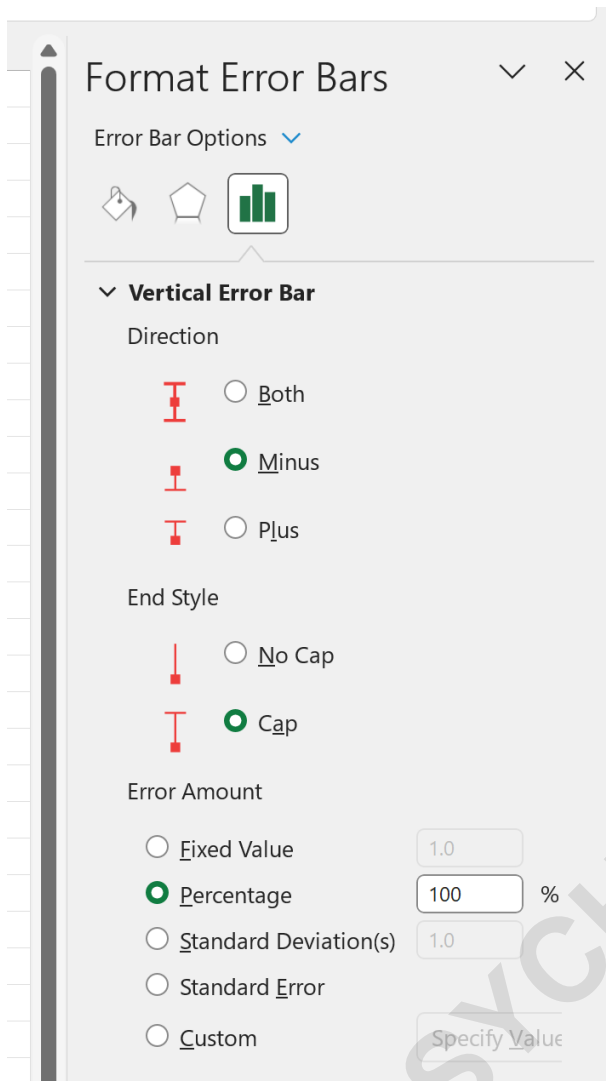 Format Error Bars
Error Bar Options
Vertical Error Bar
Direction
Both
Minus
Plus
End Style
No Cap
Cap
Error Amount
Fixed Value 1.0
Percentage 100 %
Standard Deviation(s) 1.0
Standard Error
Custom Specify Value